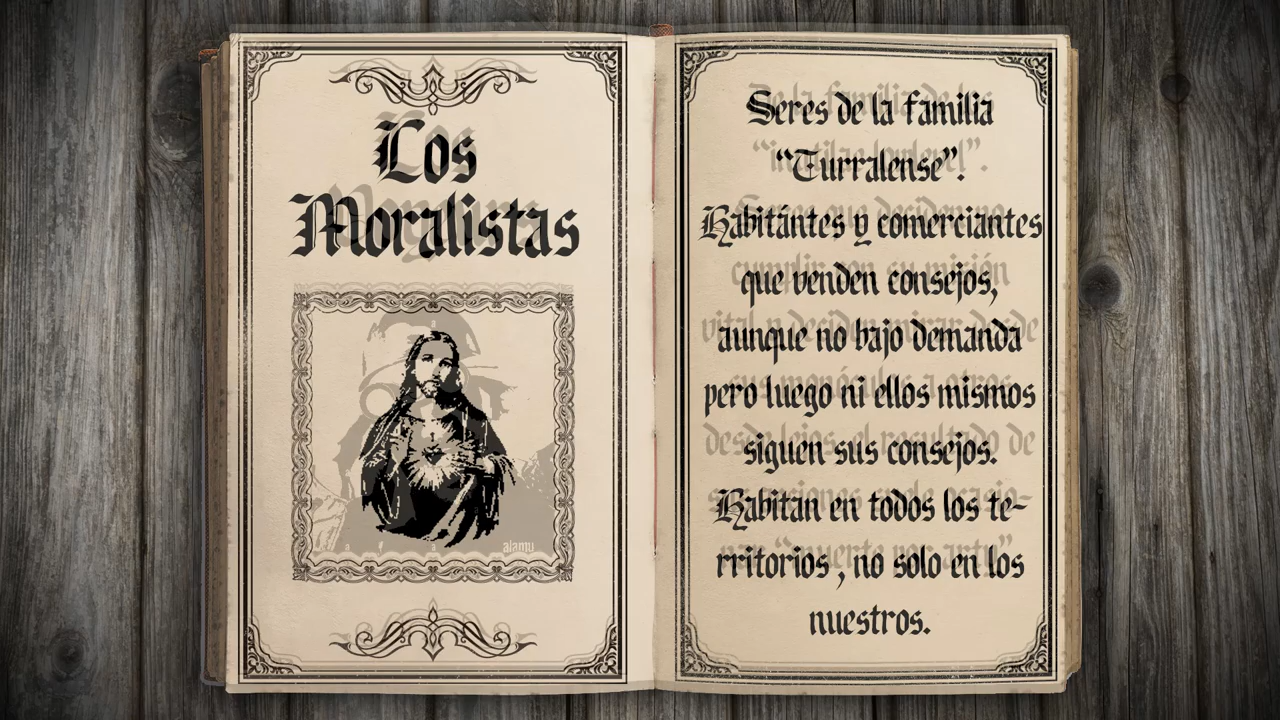 Los
Moralistas
alamy
Seres de la familia
“Turralense”.
Habitántes y comerciantes
que venden consejos,
aunque no bajo demanda
pero luego ni ellos mismos
siguen sus consejos.
Habitan en todos los te-
rritorios , no solo en los
nuestros.